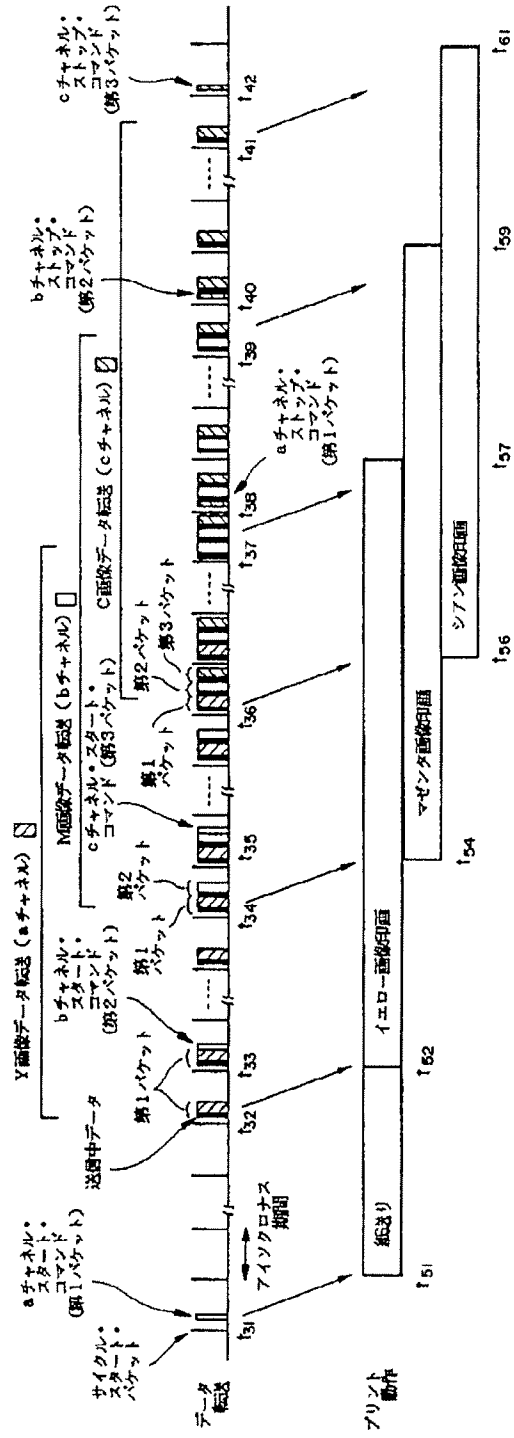 Y画像データ転送(aチャネル)
M画像データ転送(bチャネル)
C画像データ転送(cチャネル)
サイクル・
スタート・
パケット
aチャネル・
スタート・
コマンド
(第1パケット)
アイソクロナス
期間
送信中データ
第1パケット
bチャネル・
スタート・
コマンド
(第2パケット)
第1
パケット
第2
パケット
cチャネル・スタート・
コマンド(第3パケット)
第1
パケット
第2パケット
第3パケット
aチャネル・
ストップ・
コマンド
(第1パケット)
bチャネル・
ストップ・
コマンド
(第2パケット)
cチャネル・
ストップ・
コマンド
(第3パケット)
データ
転送
t31
t32
t33
t34
t35
t36
t37
t38
t39
t40
t41
t42
プリント
動作
紙送り
イエロー画像印画
マゼンタ画像印画
シアン画像印画
t51
t52
t54
t56
t57
t59
t61